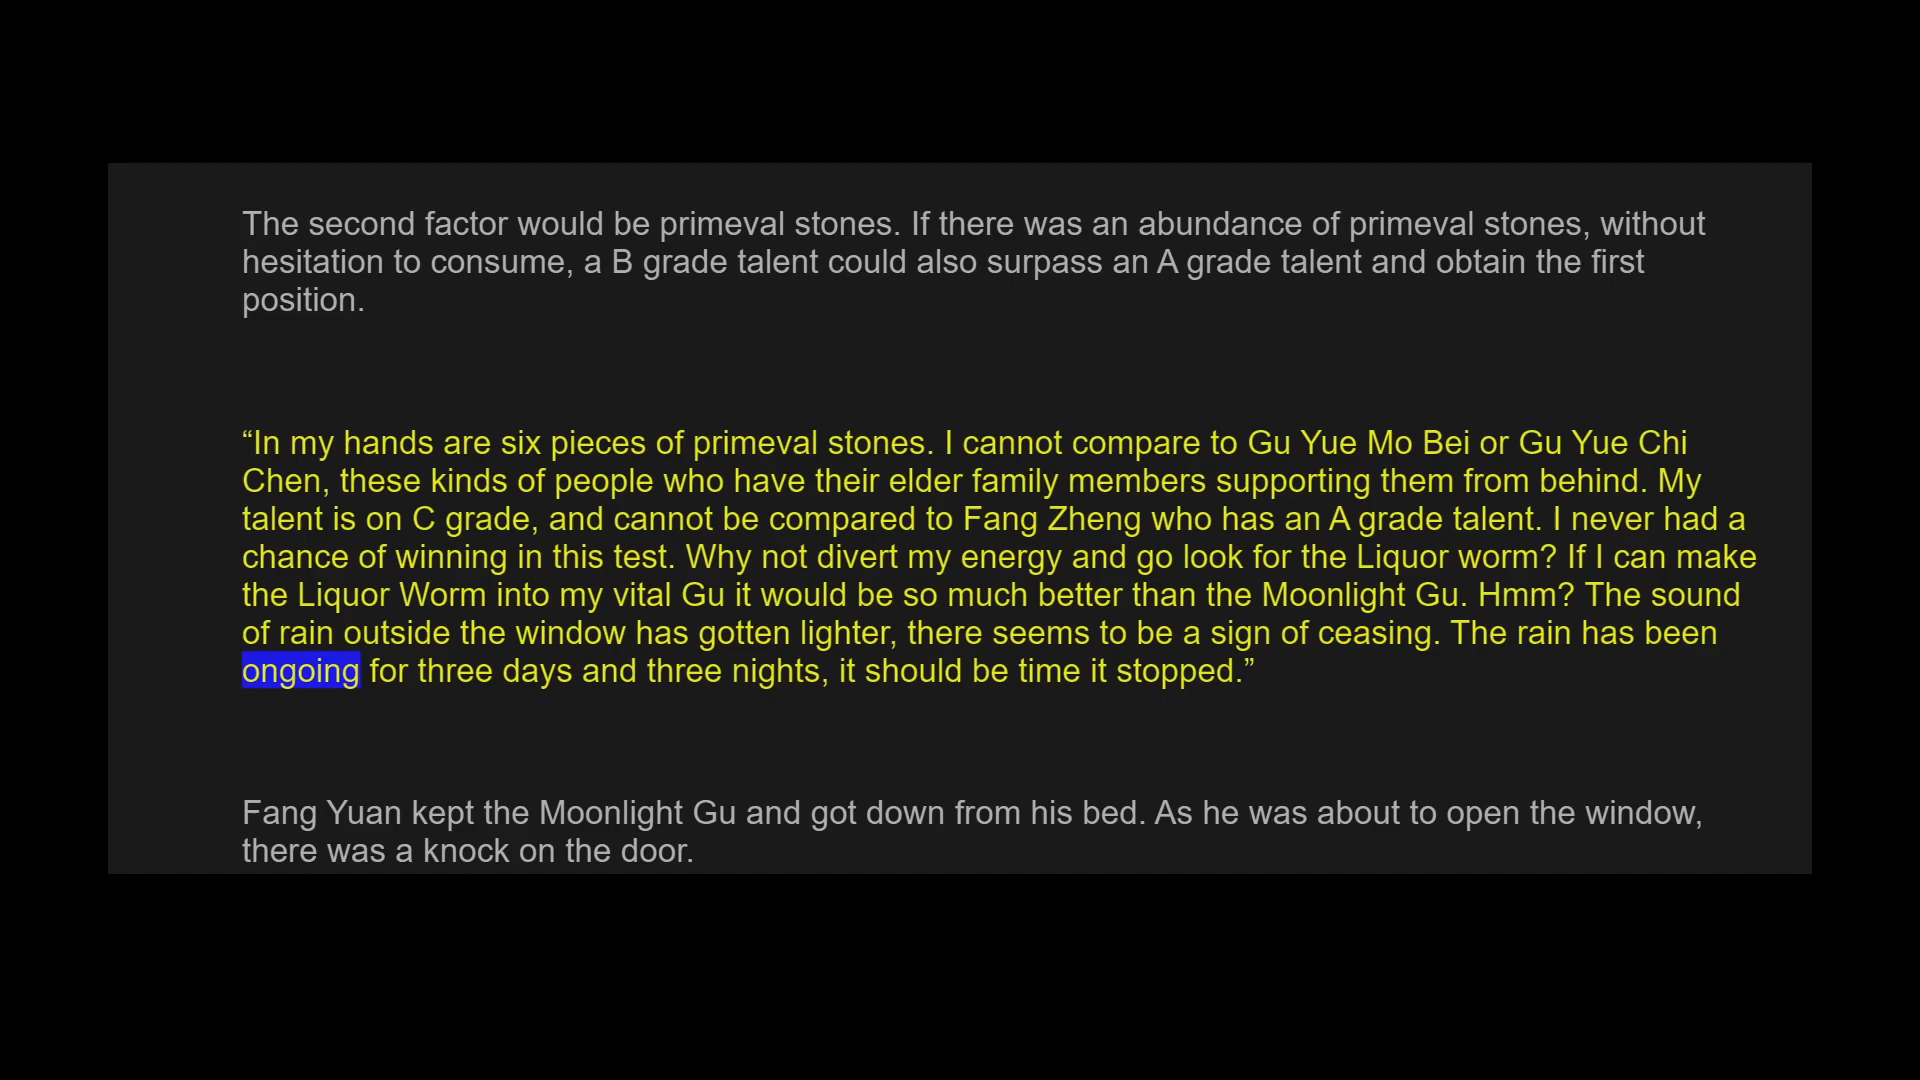 The second factor would be primeval stones. If there was an abundance of primeval stones, without
hesitation to consume, a B grade talent could also surpass an A grade talent and obtain the first
position.
“In my hands are six pieces of primeval stones. I cannot compare to Gu Yue Mo Bei or Gu Yue Chi
Chen, these kinds of people who have their elder family members supporting them from behind. My
talent is on C grade, and cannot be compared to Fang Zheng who has an A grade talent. I never had a
chance of winning in this test. Why not divert my energy and go look for the Liquor worm? If I can make
the Liquor Worm into my vital Gu it would be so much better than the Moonlight Gu. Hmm? The sound
of rain outside the window has gotten lighter, there seems to be a sign of ceasing. The rain has been
ongoing for three days and three nights, it should be time it stopped.”
Fang Yuan kept the Moonlight Gu and got down from his bed. As he was about to open the window,
there was a knock on the door.